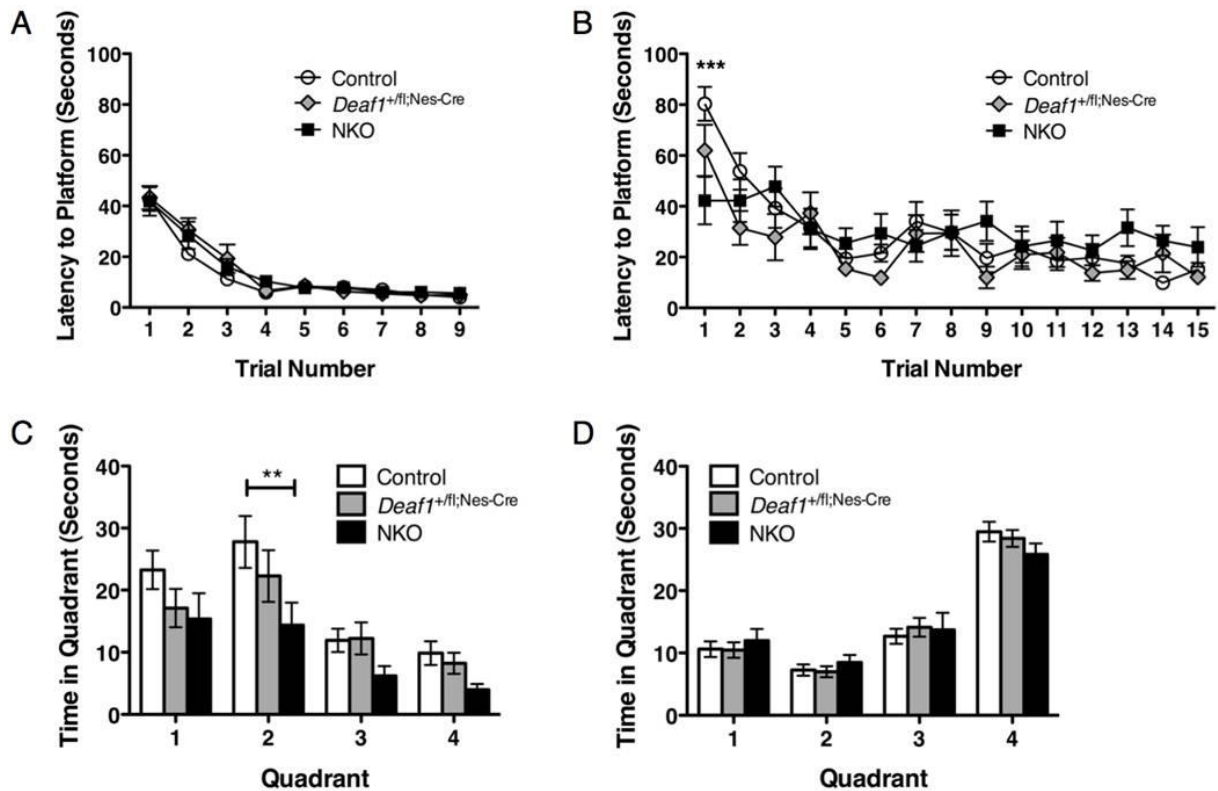 A
Latency to Platform (Seconds)
100
80
60
40
20
0
Control
Deaf1+/fl;Nes-Cre
NKO
1 2 3 4 5 6 7 8 9
Trial Number
B
Latency to Platform (Seconds)
100
80
60
40
20
0
***
Control
Deaf1+/fl;Nes-Cre
NKO
1 2 3 4 5 6 7 8 9 10 11 12 13 14 15
Trial Number
C
Time in Quadrant (Seconds)
40
30
20
10
0
**
Control
Deaf1+/fl;Nes-Cre
NKO
1 2 3 4
Quadrant
D
Time in Quadrant (Seconds)
40
30
20
10
0
Control
Deaf1+/fl;Nes-Cre
NKO
1 2 3 4
Quadrant